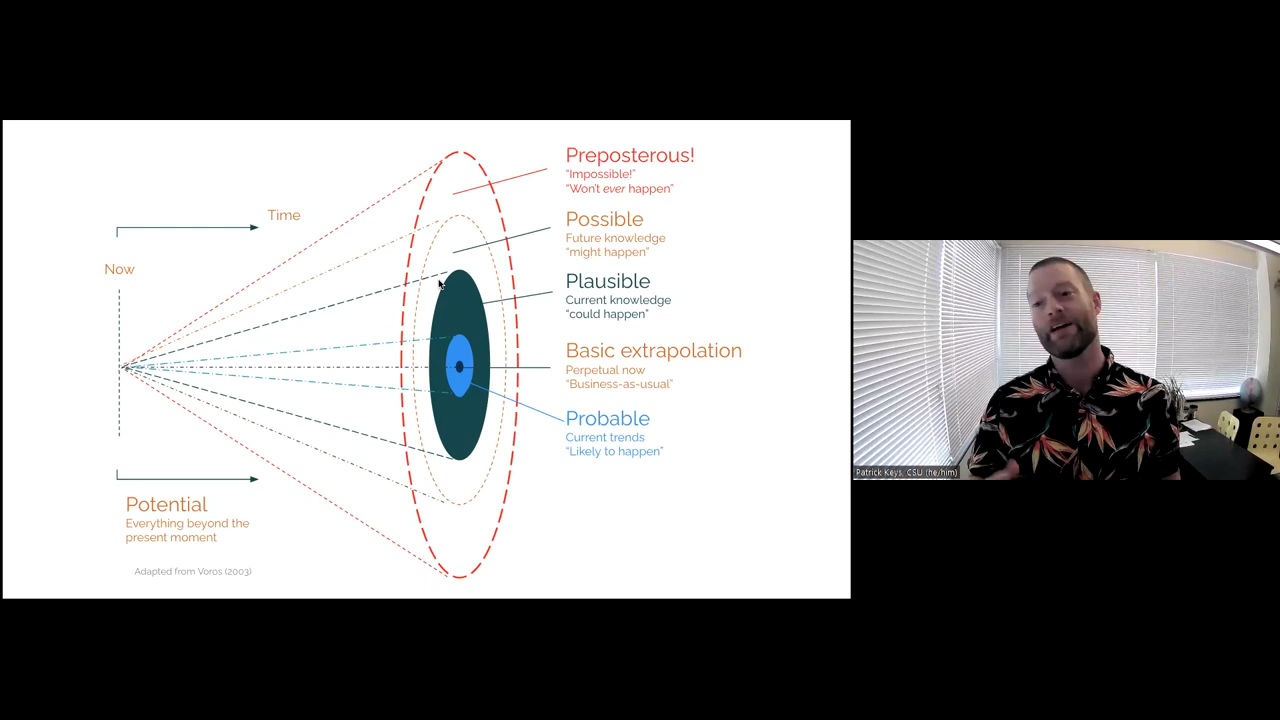 Preposterous!
“Impossible!”
“Won’t ever happen”
Time
Possible
Future knowledge
“might happen”
Now
Plausible
Current knowledge
“could happen”
Basic extrapolation
Perpetual now
“Business-as-usual”
Probable
Current trends
“Likely to happen”
Potential
Everything beyond the
present moment
Adapted from Voros (2003)
Patrick Keys, CSU (he/him)